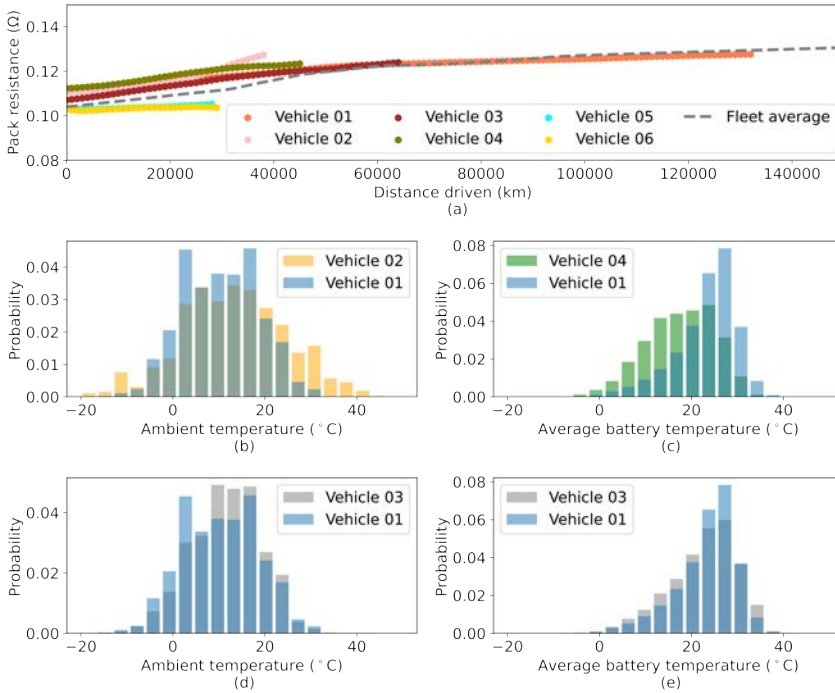 Pack resistance (Ω)
0.14
0.12
0.10
0.08
Vehicle 01 Vehicle 03 Vehicle 05 Fleet average
Vehicle 02 Vehicle 04 Vehicle 06
0 20000 40000 60000 80000 100000 120000 140000
Distance driven (km)
(a)
Probability
0.04
0.03
0.02
0.01
0.00
Vehicle 02
Vehicle 01
−20 0 20 40
Ambient temperature (°C)
(b)
Probability
0.08
0.06
0.04
0.02
0.00
Vehicle 04
Vehicle 01
−20 0 20 40
Average battery temperature (°C)
(c)
Probability
0.04
0.02
0.00
Vehicle 03
Vehicle 01
−20 0 20 40
Ambient temperature (°C)
(d)
Probability
0.08
0.06
0.04
0.02
0.00
Vehicle 03
Vehicle 01
−20 0 20 40
Average battery temperature (°C)
(e)